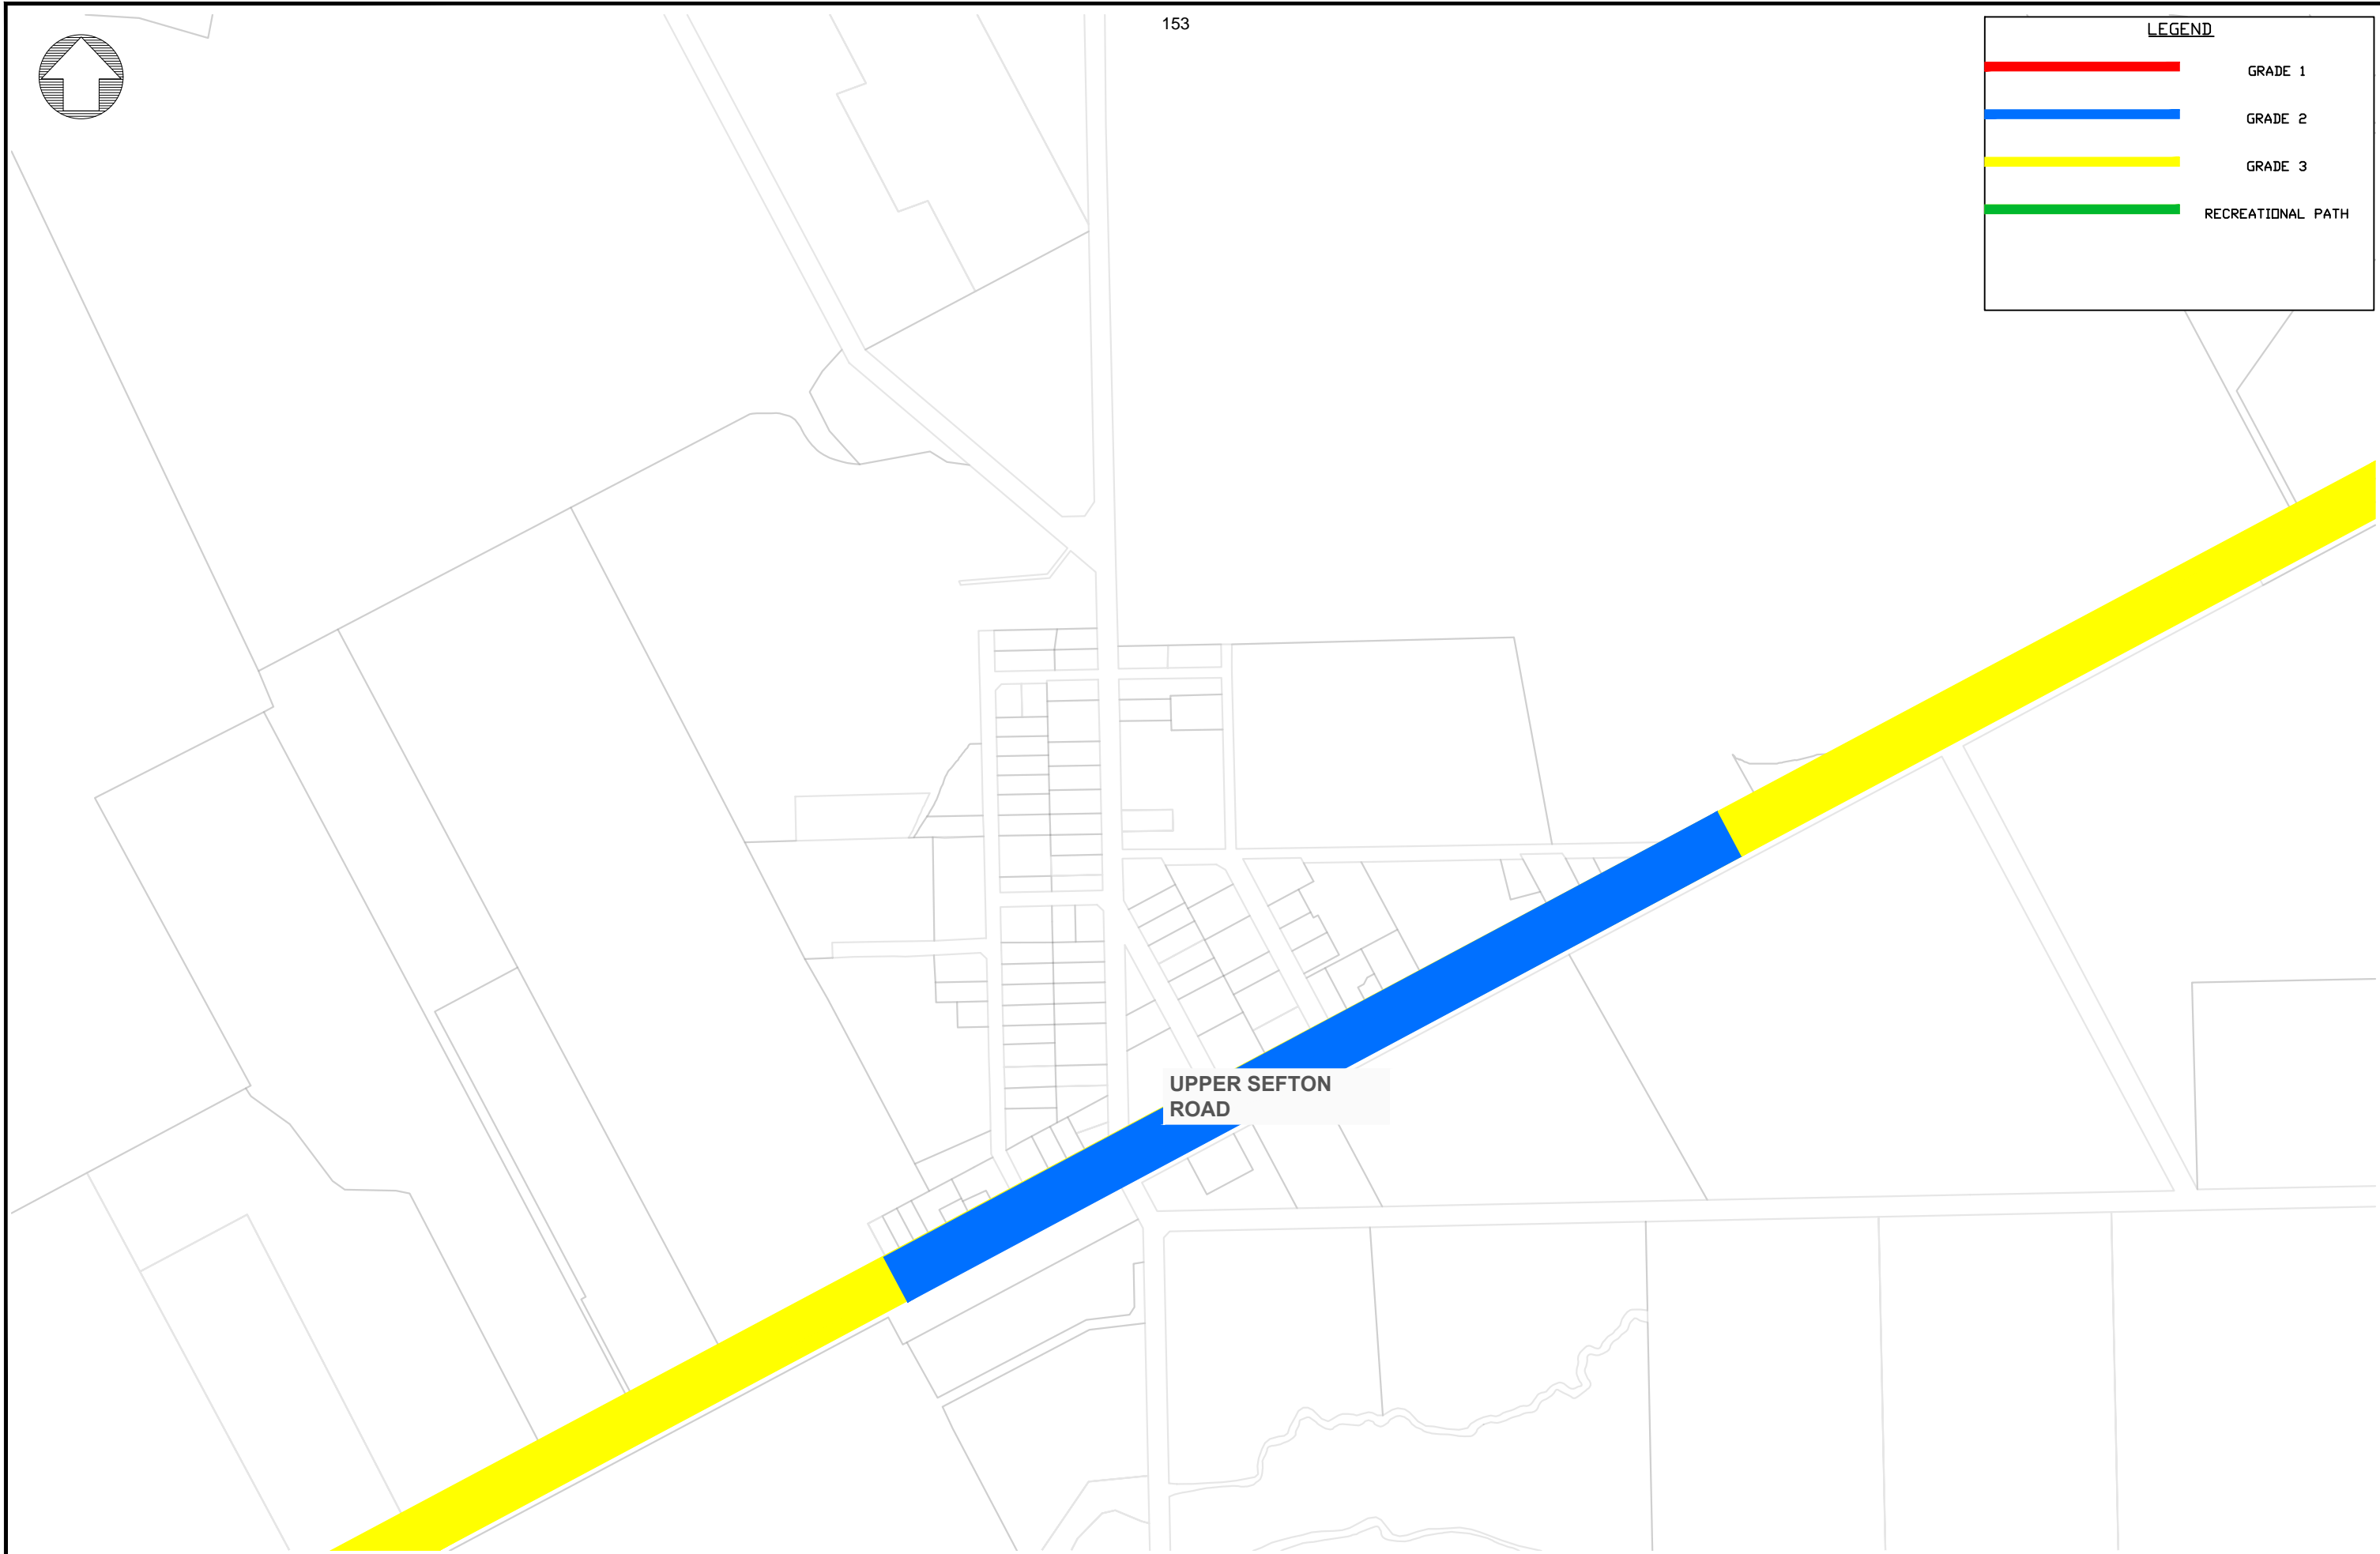 153
LEGEND
GRADE 1
GRADE 2
GRADE 3
RECREATIONAL PATH
UPPER SEFTON
ROAD